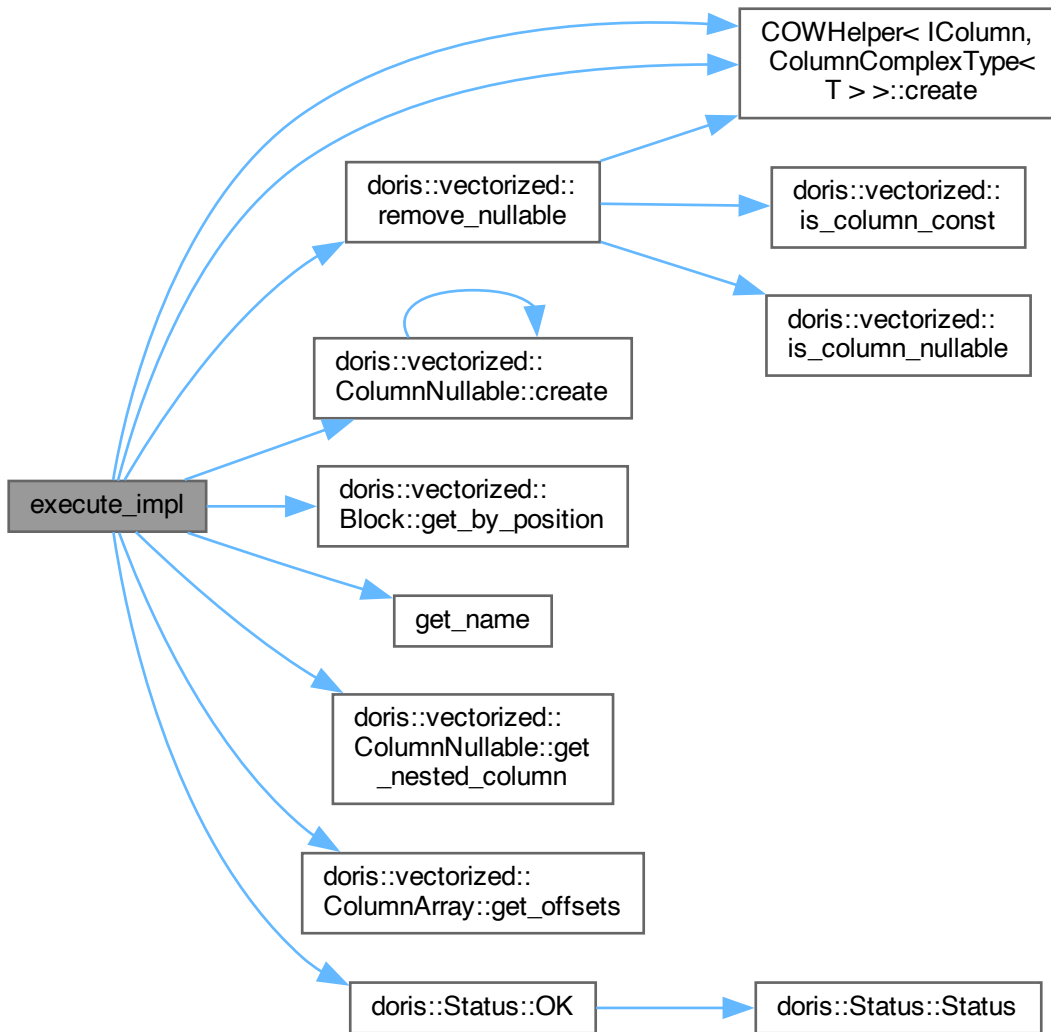 COWHelper< IColumn,
ColumnComplexType<
T > >::create
doris::vectorized::
remove_nullable
doris::vectorized::
is_column_const
doris::vectorized::
is_column_nullable
doris::vectorized::
ColumnNullable::create
execute_impl
doris::vectorized::
Block::get_by_position
get_name
doris::vectorized::
ColumnNullable::get
_nested_column
doris::vectorized::
ColumnArray::get_offsets
doris::Status::OK
doris::Status::Status